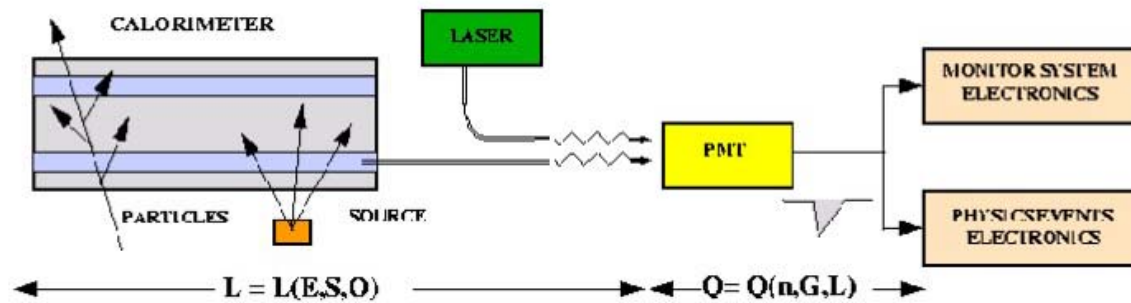 CALORIMETER
LASER
MONITOR SYSTEM
ELECTRONICS
PMT
PARTICLES
SOURCE
PHYSICSEVENTS
ELECTRONICS
L = L(E,S,O)
Q= Q(n,G,L)